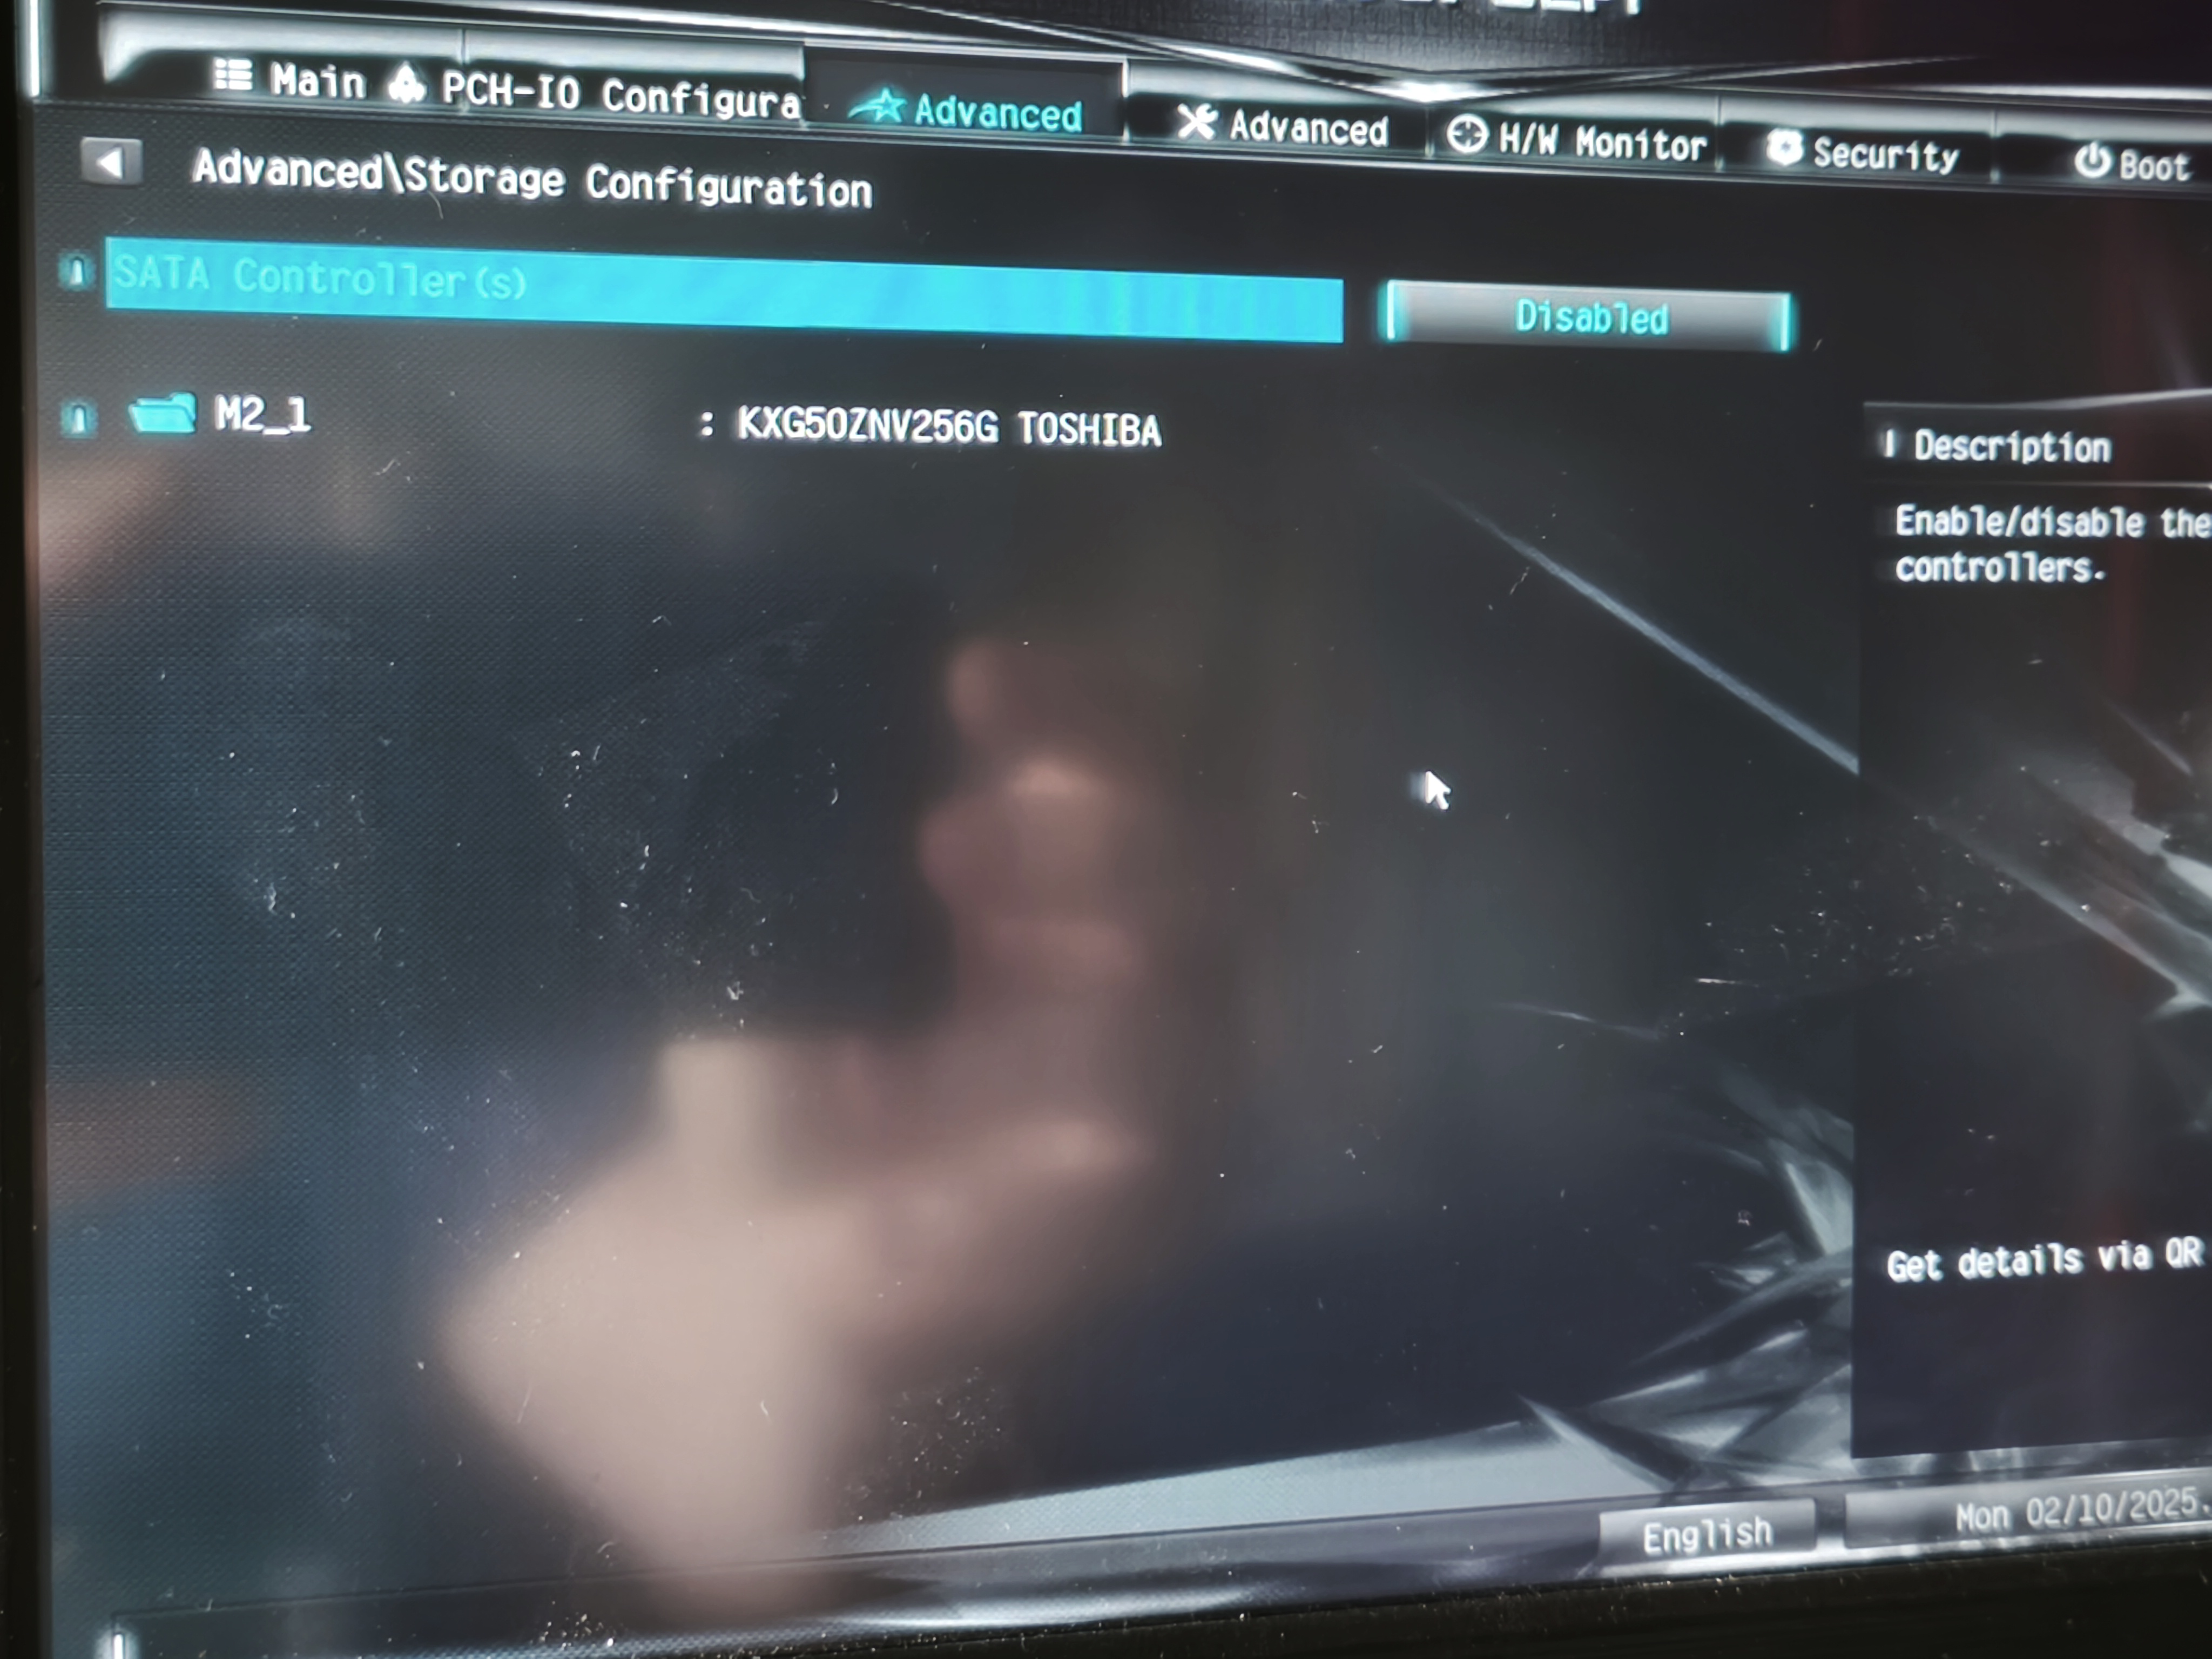 Main PCH-IO Configura Advanced Advanced H/W Monitor Security Boot
Advanced\Storage Configuration
SATA Controller(s) Disabled
M2_1 : KXG50ZNV256G TOSHIBA
Description
Enable/disable the
controllers.
Get details via QR
English Mon 02/10/2025.